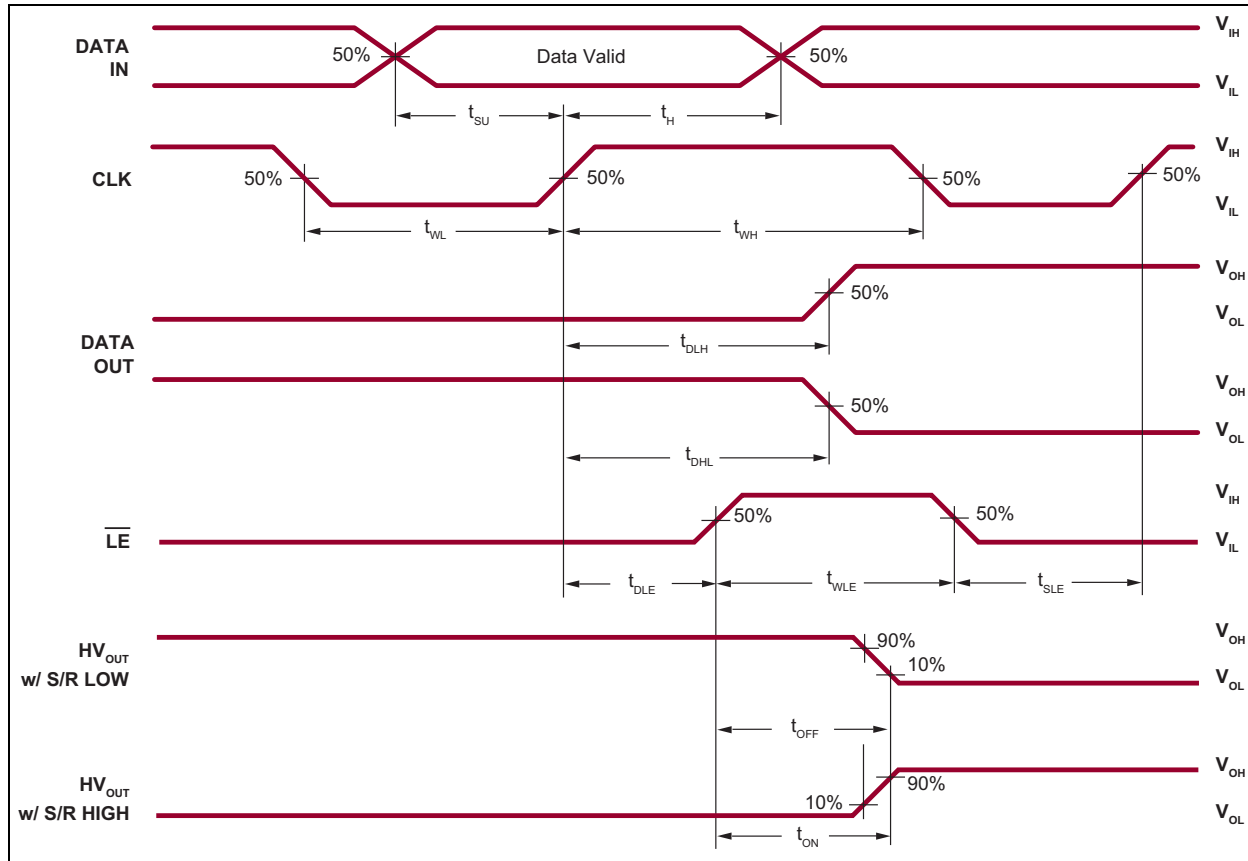 DATA
IN
50%
Data Valid
50%
V_IH
V_IL
t_SU
t_H
CLK
50%
50%
50%
50%
V_IH
V_IL
t_WL
t_WH
DATA
OUT
50%
V_OH
V_OL
t_DLH
50%
V_OH
V_OL
t_DHL
LE
50%
50%
V_IH
V_IL
t_DLE
t_WLE
t_SLE
HV_OUT
w/ S/R LOW
90%
10%
V_OH
V_OL
t_OFF
HV_OUT
w/ S/R HIGH
10%
90%
V_OH
V_OL
t_ON